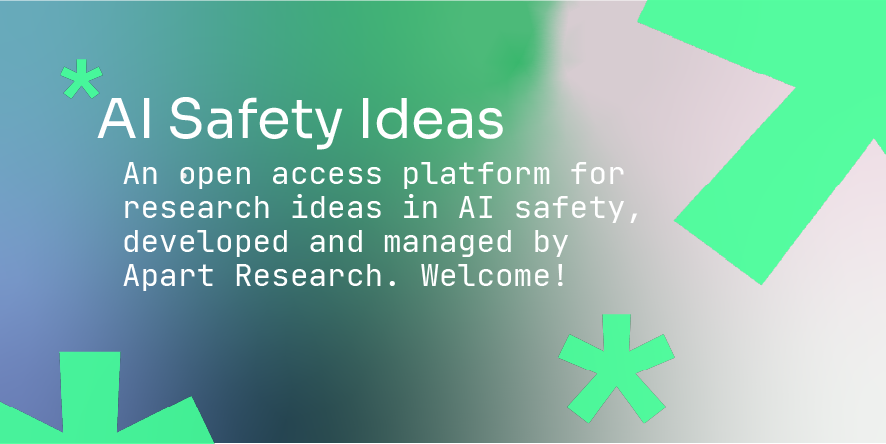 AI Safety Ideas
An open access platform for
research ideas in AI safety,
developed and managed by
Apart Research. Welcome!